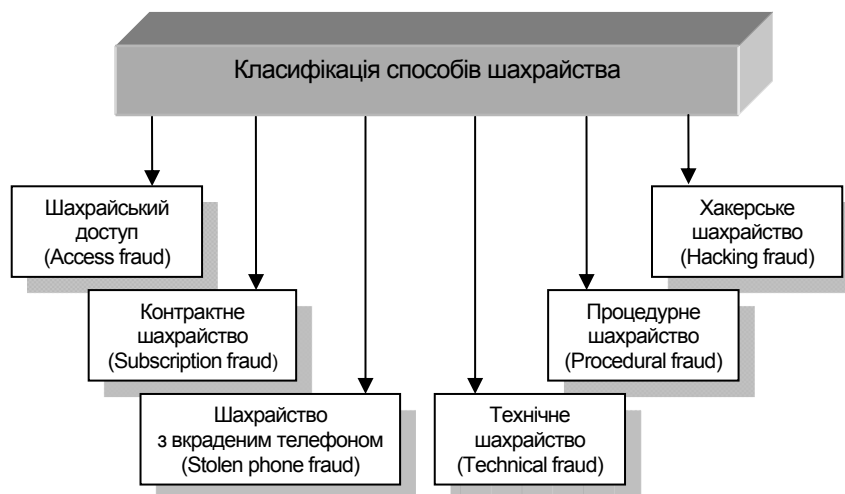 Класифікація способів шахрайства
Шахрайський
доступ
(Access fraud)
Хакерське
шахрайство
(Hacking fraud)
Контрактне
шахрайство
(Subscription fraud)
Процедурне
шахрайство
(Procedural fraud)
Шахрайство
з вкраденим телефоном
(Stolen phone fraud)
Технічне
шахрайство
(Technical fraud)